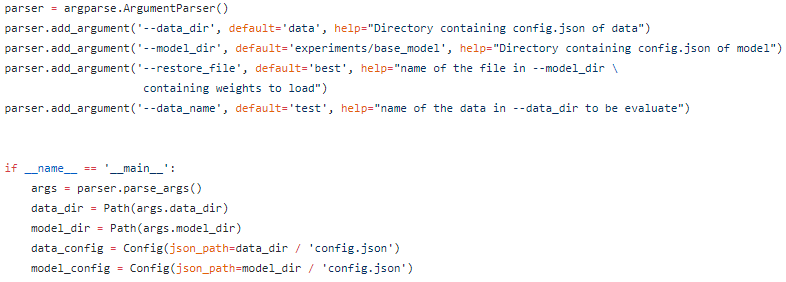 parser = argparse.ArgumentParser()
parser.add_argument('--data_dir', default='data', help="Directory containing config.json of data")
parser.add_argument('--model_dir', default='experiments/base_model', help="Directory containing config.json of model")
parser.add_argument('--restore_file', default='best', help="name of the file in --model_dir \
                     containing weights to load")
parser.add_argument('--data_name', default='test', help="name of the data in --data_dir to be evaluate")
if __name__ == '__main__':
    args = parser.parse_args()
    data_dir = Path(args.data_dir)
    model_dir = Path(args.model_dir)
    data_config = Config(json_path=data_dir / 'config.json')
    model_config = Config(json_path=model_dir / 'config.json')